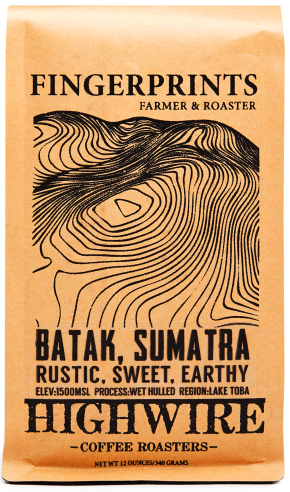 FINGERPRINTS
FARMER & ROASTER
BATAK, SUMATRA
RUSTIC, SWEET, EARTHY
ELEV:1500MSL PROCESS:WET HULLED REGION:LAKE TOBA
HIGHWIRE
-COFFEE ROASTERS-
NET WT 12 OUNCES/340 GRAMS